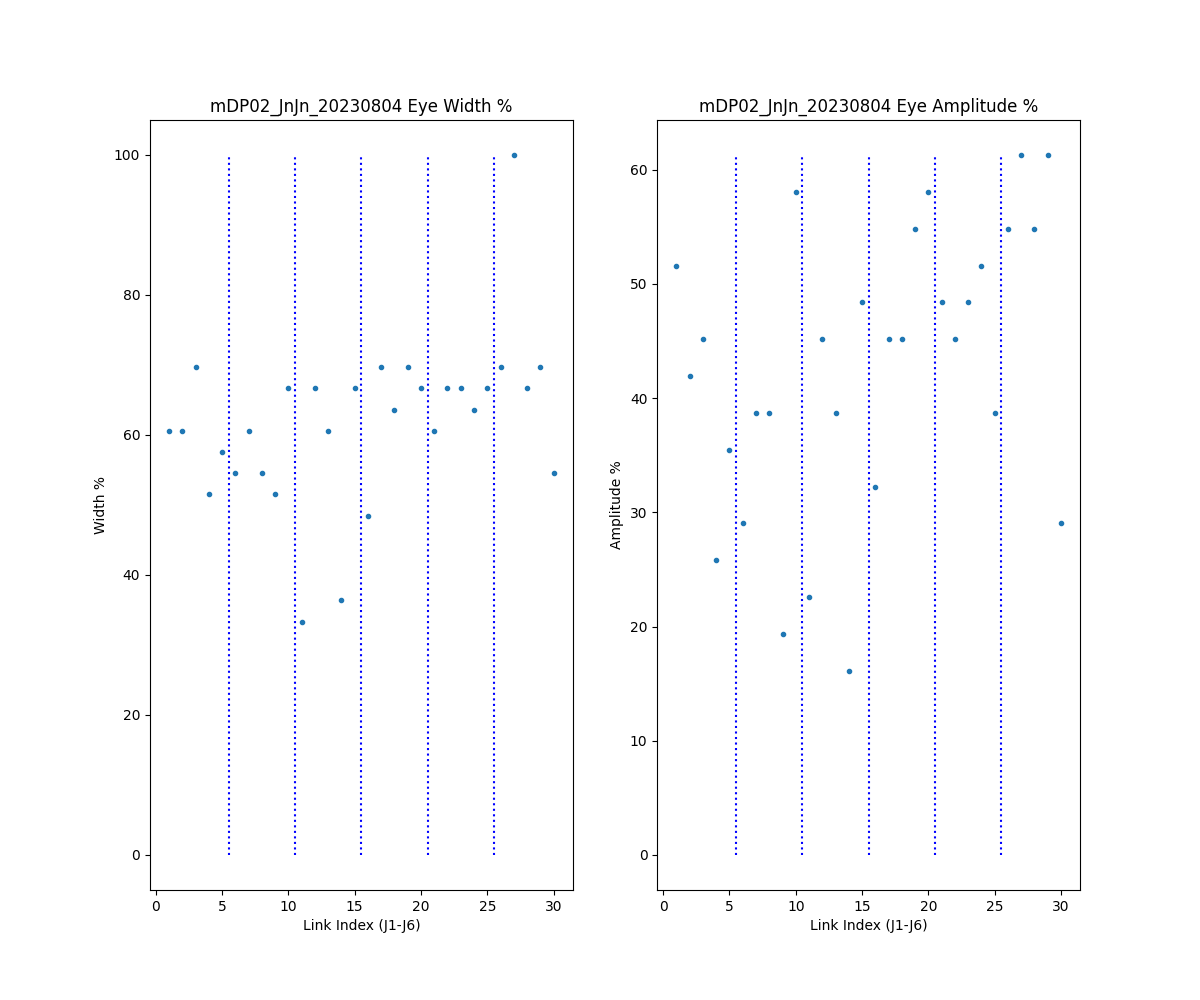 mDP02_JnJn_20230804 Eye Width %
100
80
60
40
20
0
Width %
0 5 10 15 20 25 30
Link Index (J1-J6)
mDP02_JnJn_20230804 Eye Amplitude %
60
50
40
30
20
10
0
Amplitude %
0 5 10 15 20 25 30
Link Index (J1-J6)